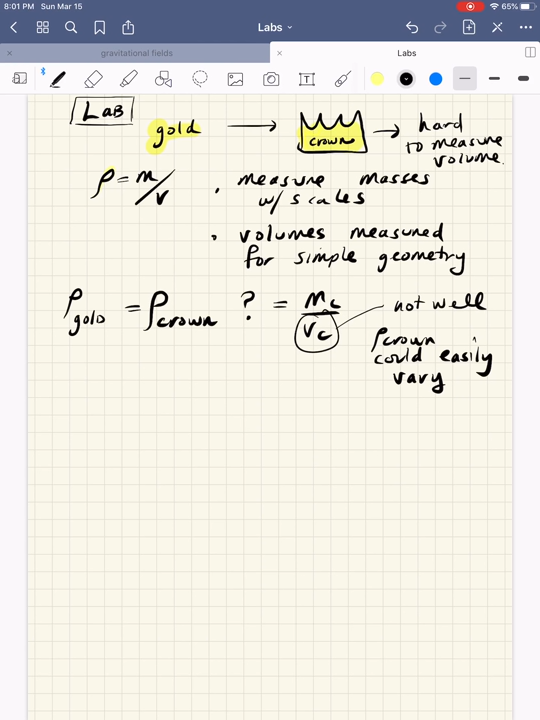 8:01 PM Sun Mar 15
65%
Labs
gravitational fields
Labs
Lab
gold → crown → hard
to measure
volume.
ρ = m/v
• measure masses
w/ scales
• volumes measured
for simple geometry
ρgold = ρcrown ? = mc/vc
not well
ρcrown
could easily
vary